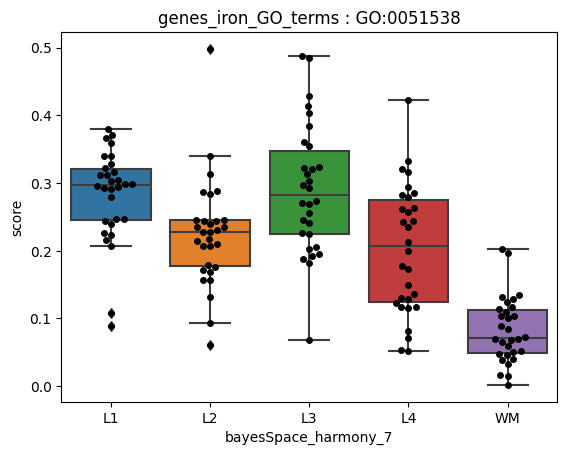 genes_iron_GO_terms : GO:0051538
score
0.5
0.4
0.3
0.2
0.1
0.0
L1 L2 L3 L4 WM
bayesSpace_harmony_7